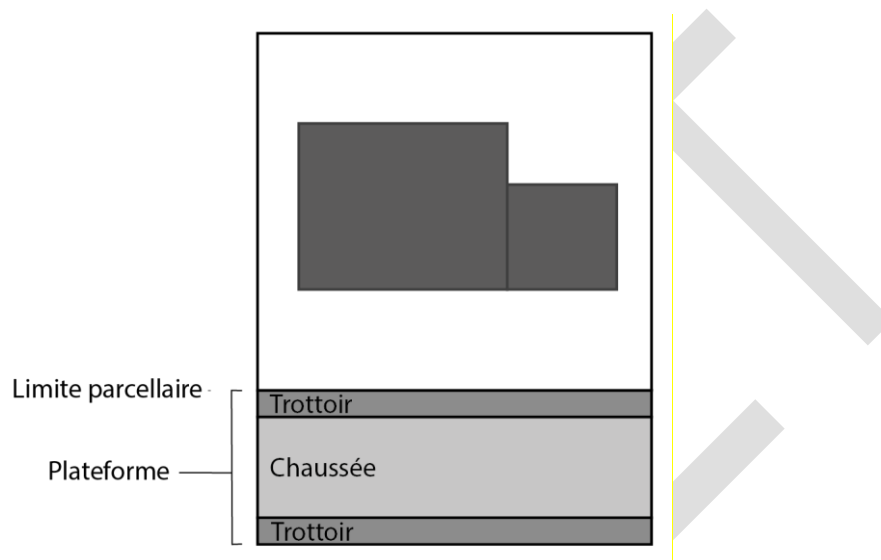 Limite parcellaire
Trottoir
Plateforme
Chaussée
Trottoir